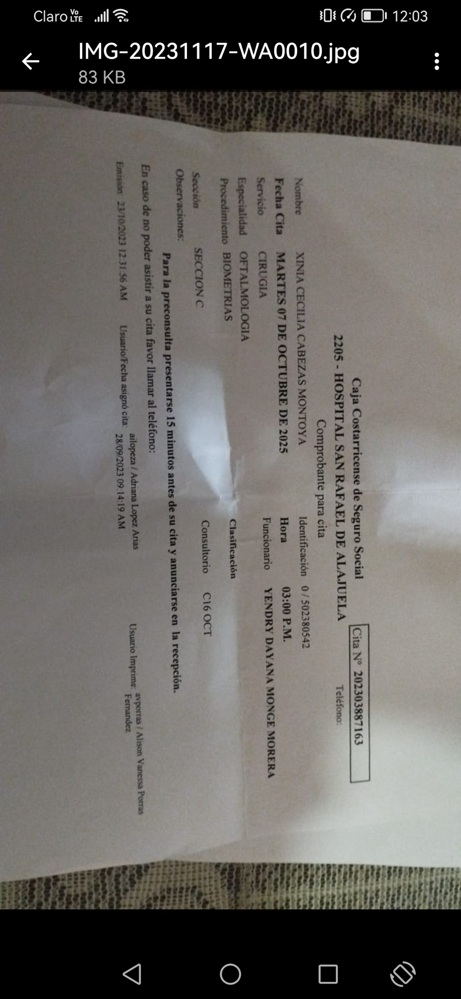 Claro Vo LTE 12:03
IMG-20231117-WA0010.jpg
83 KB
Caja Costarricense de Seguro Social
Cita N° 202303887163
2205 - HOSPITAL SAN RAFAEL DE ALAJUELA
Teléfono:
Comprobante para cita
Nombre XINIA CECILIA CABEZAS MONTOYA Identificación 0 / 502380542
Fecha Cita MARTES 07 DE OCTUBRE DE 2025 Hora 03:00 P.M.
Servicio CIRUGIA Funcionario YENDRY DAYANA MONGE MORERA
Especialidad OFTALMOLOGIA
Procedimiento BIOMETRIAS Clasificación
Sección SECCION C Consultorio C16 OCT
Observaciones:
Para la preconsulta presentarse 15 minutos antes de su cita y anunciarse en la recepción.
En caso de no poder asistir a su cita favor llamar al teléfono:
Emisión: 23/10/2023 12:31:56 AM Usuario/Fecha asignó cita: ailopeza / Adriana Lopez Arias Usuario Imprime: avporras / Alison Vanessa Porras
28/09/2023 09:14:19 AM Fernandez